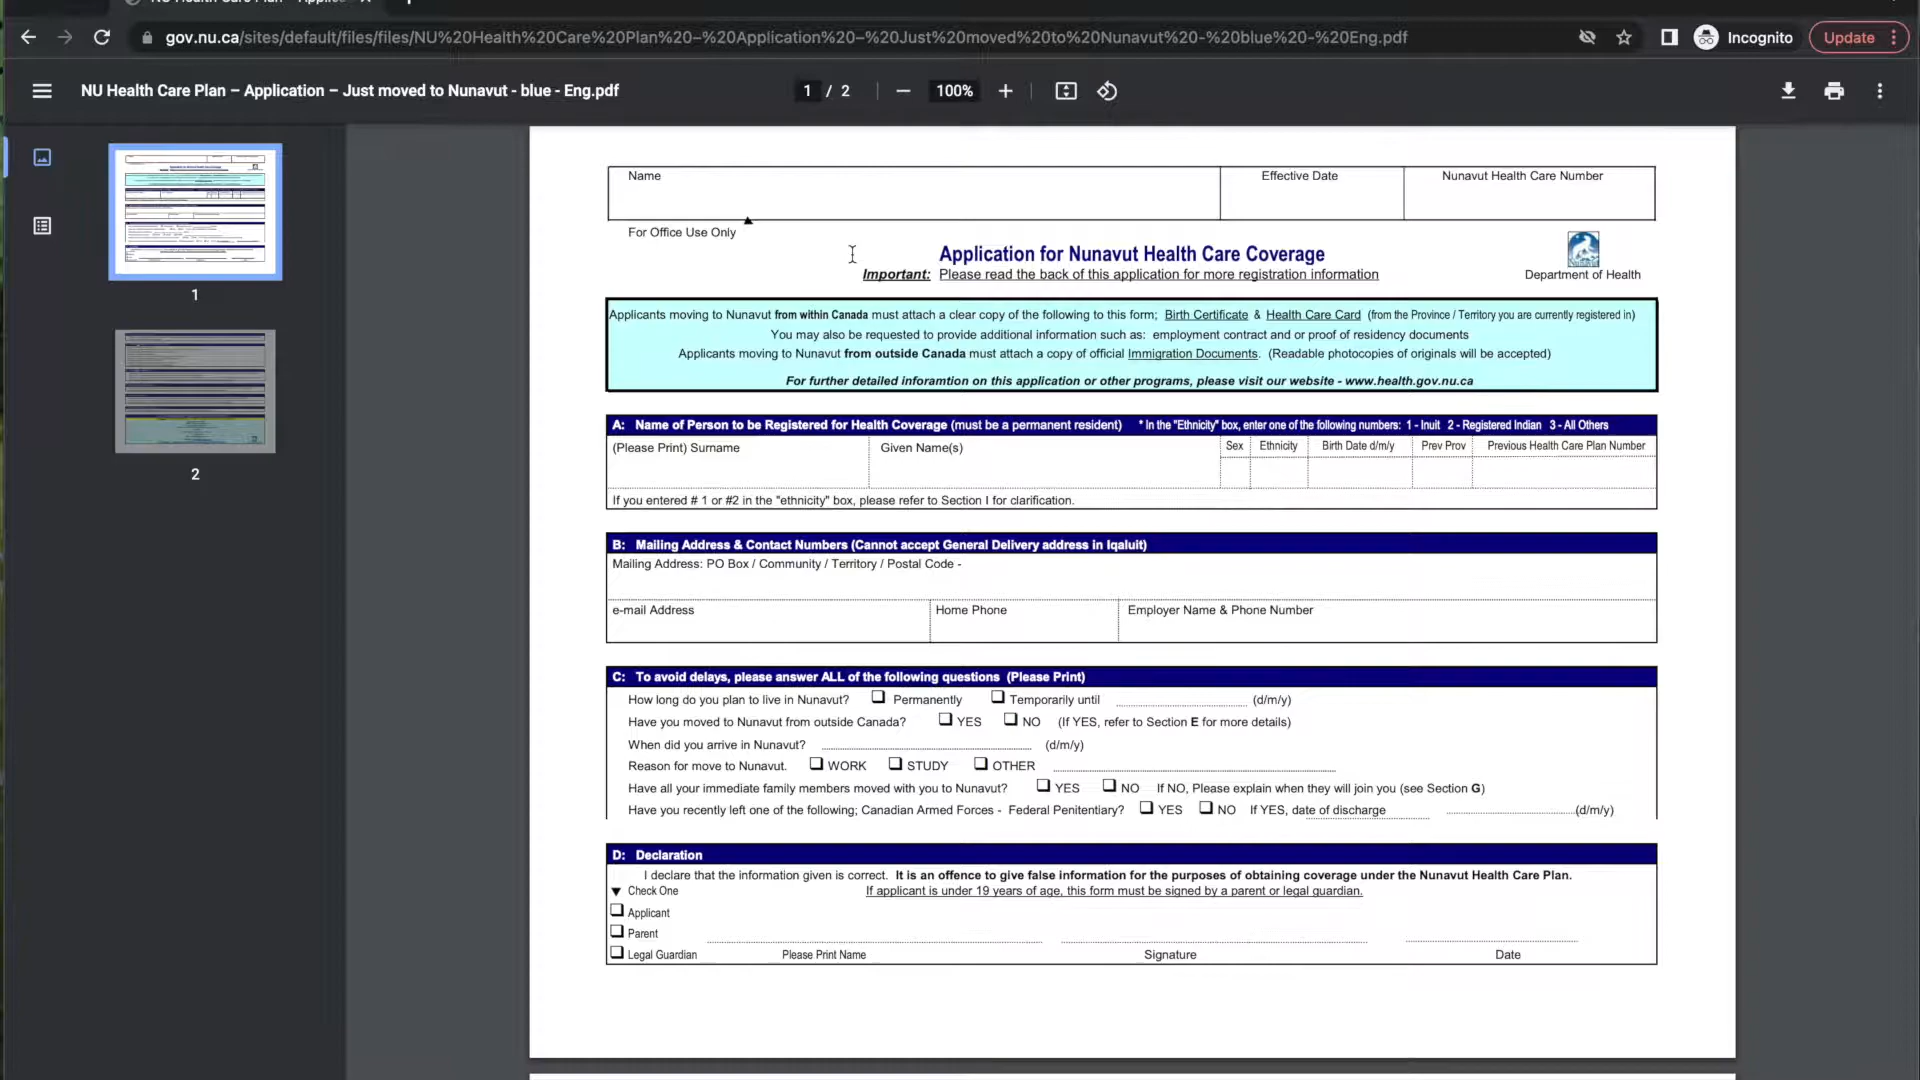 gov.nu.ca/sites/default/files/files/NU%20Health%20Care%20Plan%20–%20Application%20–%20Just%20moved%20to%20Nunavut%20-%20blue%20-%20Eng.pdf
Incognito
Update
NU Health Care Plan – Application – Just moved to Nunavut - blue - Eng.pdf
1 / 2
100%
1
2
Name
Effective Date
Nunavut Health Care Number
For Office Use Only
Application for Nunavut Health Care Coverage
Important: Please read the back of this application for more registration information
Department of Health
Applicants moving to Nunavut from within Canada must attach a clear copy of the following to this form; Birth Certificate & Health Care Card (from the Province / Territory you are currently registered in)
You may also be requested to provide additional information such as: employment contract and or proof of residency documents
Applicants moving to Nunavut from outside Canada must attach a copy of official Immigration Documents. (Readable photocopies of originals will be accepted)
For further detailed inforamtion on this application or other programs, please visit our website - www.health.gov.nu.ca
A: Name of Person to be Registered for Health Coverage (must be a permanent resident) * In the "Ethnicity" box, enter one of the following numbers: 1 - Inuit 2 - Registered Indian 3 - All Others
(Please Print) Surname
Given Name(s)
Sex
Ethnicity
Birth Date d/m/y
Prev Prov
Previous Health Care Plan Number
If you entered # 1 or #2 in the "ethnicity" box, please refer to Section I for clarification.
B: Mailing Address & Contact Numbers (Cannot accept General Delivery address in Iqaluit)
Mailing Address: PO Box / Community / Territory / Postal Code -
e-mail Address
Home Phone
Employer Name & Phone Number
C: To avoid delays, please answer ALL of the following questions (Please Print)
How long do you plan to live in Nunavut? Permanently Temporarily until (d/m/y)
Have you moved to Nunavut from outside Canada? YES NO (If YES, refer to Section E for more details)
When did you arrive in Nunavut? (d/m/y)
Reason for move to Nunavut. WORK STUDY OTHER
Have all your immediate family members moved with you to Nunavut? YES NO If NO, Please explain when they will join you (see Section G)
Have you recently left one of the following; Canadian Armed Forces - Federal Penitentiary? YES NO If YES, date of discharge (d/m/y)
D: Declaration
I declare that the information given is correct. It is an offence to give false information for the purposes of obtaining coverage under the Nunavut Health Care Plan.
Check One
If applicant is under 19 years of age, this form must be signed by a parent or legal guardian.
Applicant
Parent
Legal Guardian
Please Print Name
Signature
Date